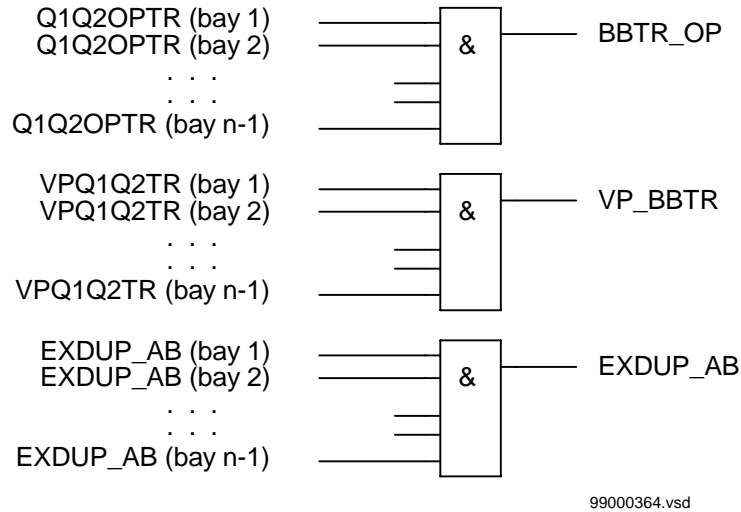 Q1Q2OPTR (bay 1)
Q1Q2OPTR (bay 2)
. . .
. . .
Q1Q2OPTR (bay n-1)
&
BBTR_OP
VPQ1Q2TR (bay 1)
VPQ1Q2TR (bay 2)
. . .
. . .
VPQ1Q2TR (bay n-1)
&
VP_BBTR
EXDUP_AB (bay 1)
EXDUP_AB (bay 2)
. . .
. . .
EXDUP_AB (bay n-1)
&
EXDUP_AB
99000364.vsd